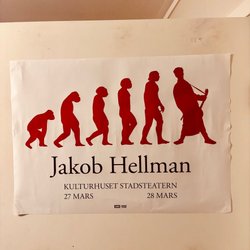 Jakob Hellman
KULTURHUSET STADSTEATERN
27 MARS 28 MARS